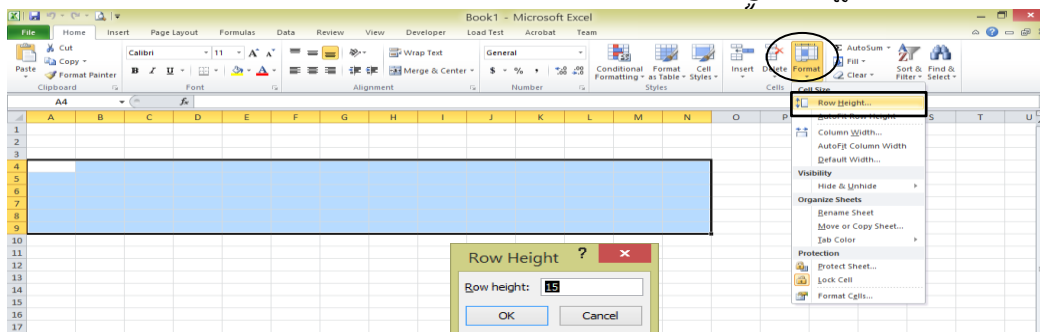 Book1 - Microsoft Excel
File Home Insert Page Layout Formulas Data Review View Developer Load Test Acrobat Team
Cut Calibri 11 A A Wrap Text General AutoSum
Copy Fill
Paste Format Painter B I U A Merge & Center $ % , .0 .00 Conditional Formatting Format as Table Cell Styles Insert Delete Format Clear Sort & Filter Find & Select
Clipboard Font Alignment Number Styles Cells
Cell Size
A4 fx Row Height...
A B C D E F G H I J K L M N O P S T U
AutoFit Row Height
1
Column Width...
2
AutoFit Column Width
3
Default Width...
4
Visibility
5
Hide & Unhide
6
Organize Sheets
7
Rename Sheet
8
Move or Copy Sheet...
9
Tab Color
10
Protection
11
Row Height ? ×
Protect Sheet...
12
Lock Cell
13
Format Cells...
14
Row height: 15
15
16
OK Cancel
17